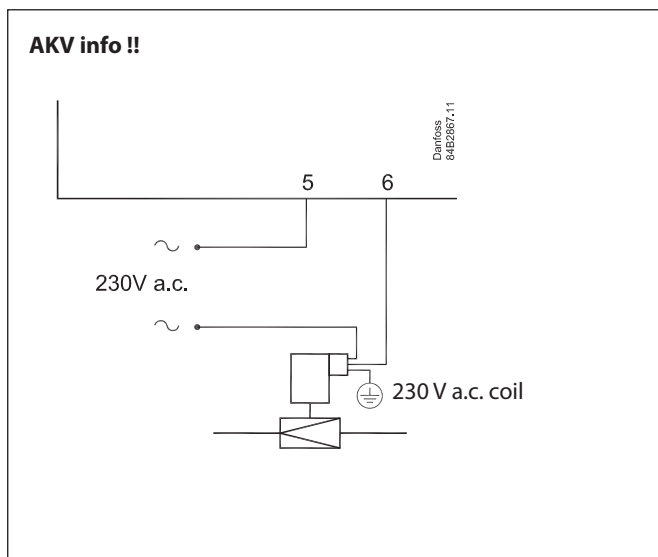 AKV info !!
Danfoss
84B2867.11
5 6
230V a.c.
230 V a.c. coil